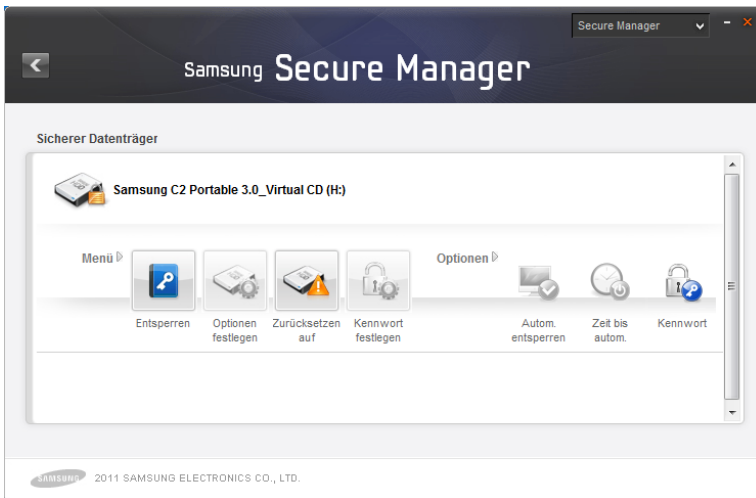 Secure Manager
Samsung Secure Manager
Sicherer Datenträger
Samsung C2 Portable 3.0_Virtual CD (H:)
Menü
Optionen
Entsperren
Optionen
festlegen
Zurücksetzen
auf
Kennwort
festlegen
Autom.
entsperren
Zeit bis
autom.
Kennwort
SAMSUNG
2011 SAMSUNG ELECTRONICS CO., LTD.